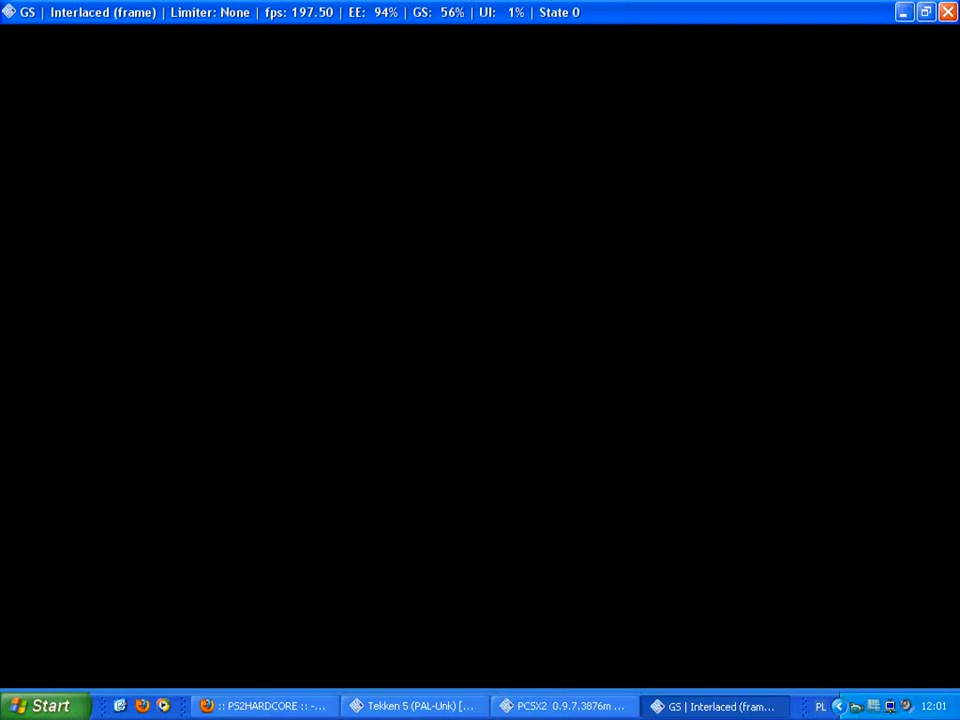 GS | Interlaced (frame) | Limiter: None | fps: 197.50 | EE: 94% | GS: 56% | UI: 1% | State 0
Start :: PS2HARDCORE :: -... Tekken 5 (PAL-Unk) [... PCSX2 0.9.7.3876m ... GS | Interlaced (fram... PL 12:01